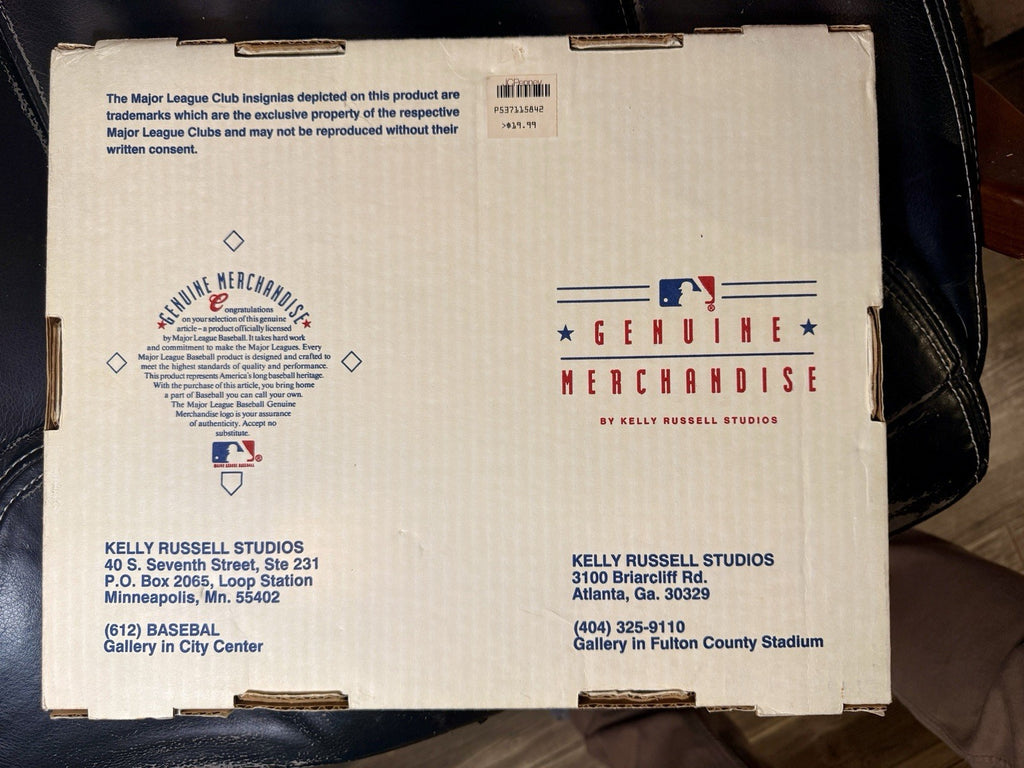 The Major League Club insignias depicted on this product are
trademarks which are the exclusive property of the respective
Major League Clubs and may not be reproduced without their
written consent.
JCPenney
P537115842
>$19.99
GENUINE MERCHANDISE
Congratulations
on your selection of this genuine
article – a product officially licensed
by Major League Baseball. It takes hard work
and commitment to make the Major Leagues. Every
Major League Baseball product is designed and crafted to
meet the highest standards of quality and performance.
This product represents America's long baseball heritage.
With the purchase of this article, you bring home
a part of Baseball you can call your own.
The Major League Baseball Genuine
Merchandise logo is your assurance
of authenticity. Accept no
substitute.
MAJOR LEAGUE BASEBALL
®
®
GENUINE
MERCHANDISE
BY KELLY RUSSELL STUDIOS
KELLY RUSSELL STUDIOS
40 S. Seventh Street, Ste 231
P.O. Box 2065, Loop Station
Minneapolis, Mn. 55402
(612) BASEBAL
Gallery in City Center
KELLY RUSSELL STUDIOS
3100 Briarcliff Rd.
Atlanta, Ga. 30329
(404) 325-9110
Gallery in Fulton County Stadium